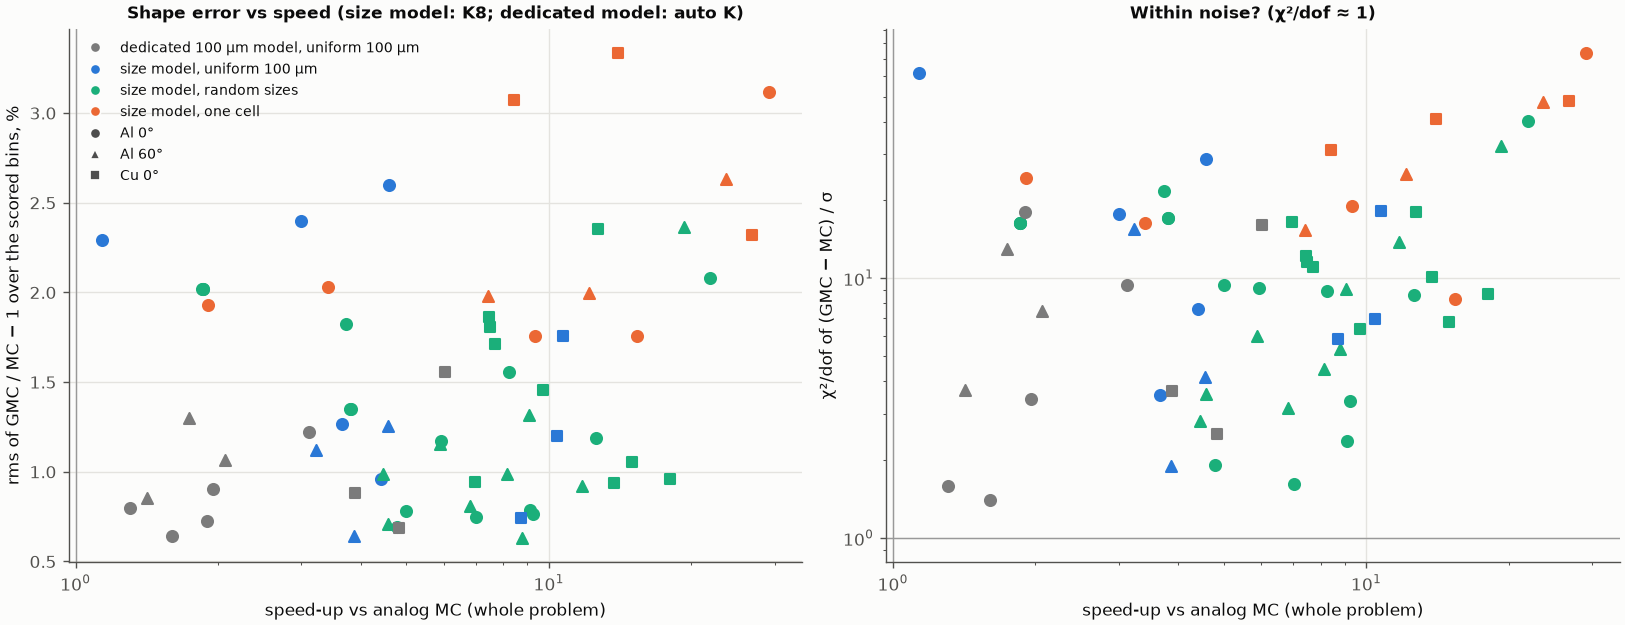 Shape error vs speed (size model: K8; dedicated model: auto K)
dedicated 100 μm model, uniform 100 μm
size model, uniform 100 μm
size model, random sizes
size model, one cell
Al 0°
Al 60°
Cu 0°
rms of GMC / MC − 1 over the scored bins, %
3.0
2.5
2.0
1.5
1.0
0.5
10⁰
10¹
speed-up vs analog MC (whole problem)
Within noise? (χ²/dof ≈ 1)
χ²/dof of (GMC − MC) / σ
10¹
10⁰
10⁰
10¹
speed-up vs analog MC (whole problem)